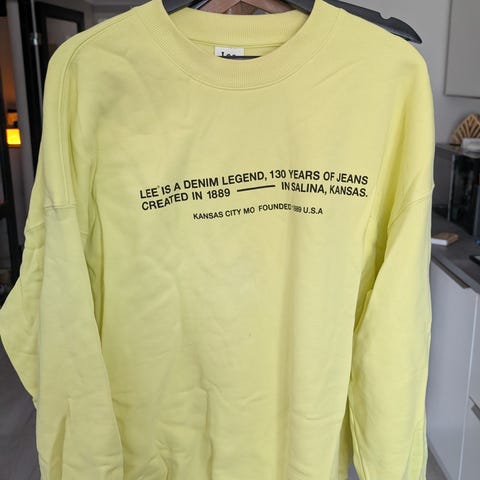 Lee
LEE IS A DENIM LEGEND, 130 YEARS OF JEANS
CREATED IN 1889 —— IN SALINA, KANSAS.
KANSAS CITY MO FOUNDED 1889 U.S.A